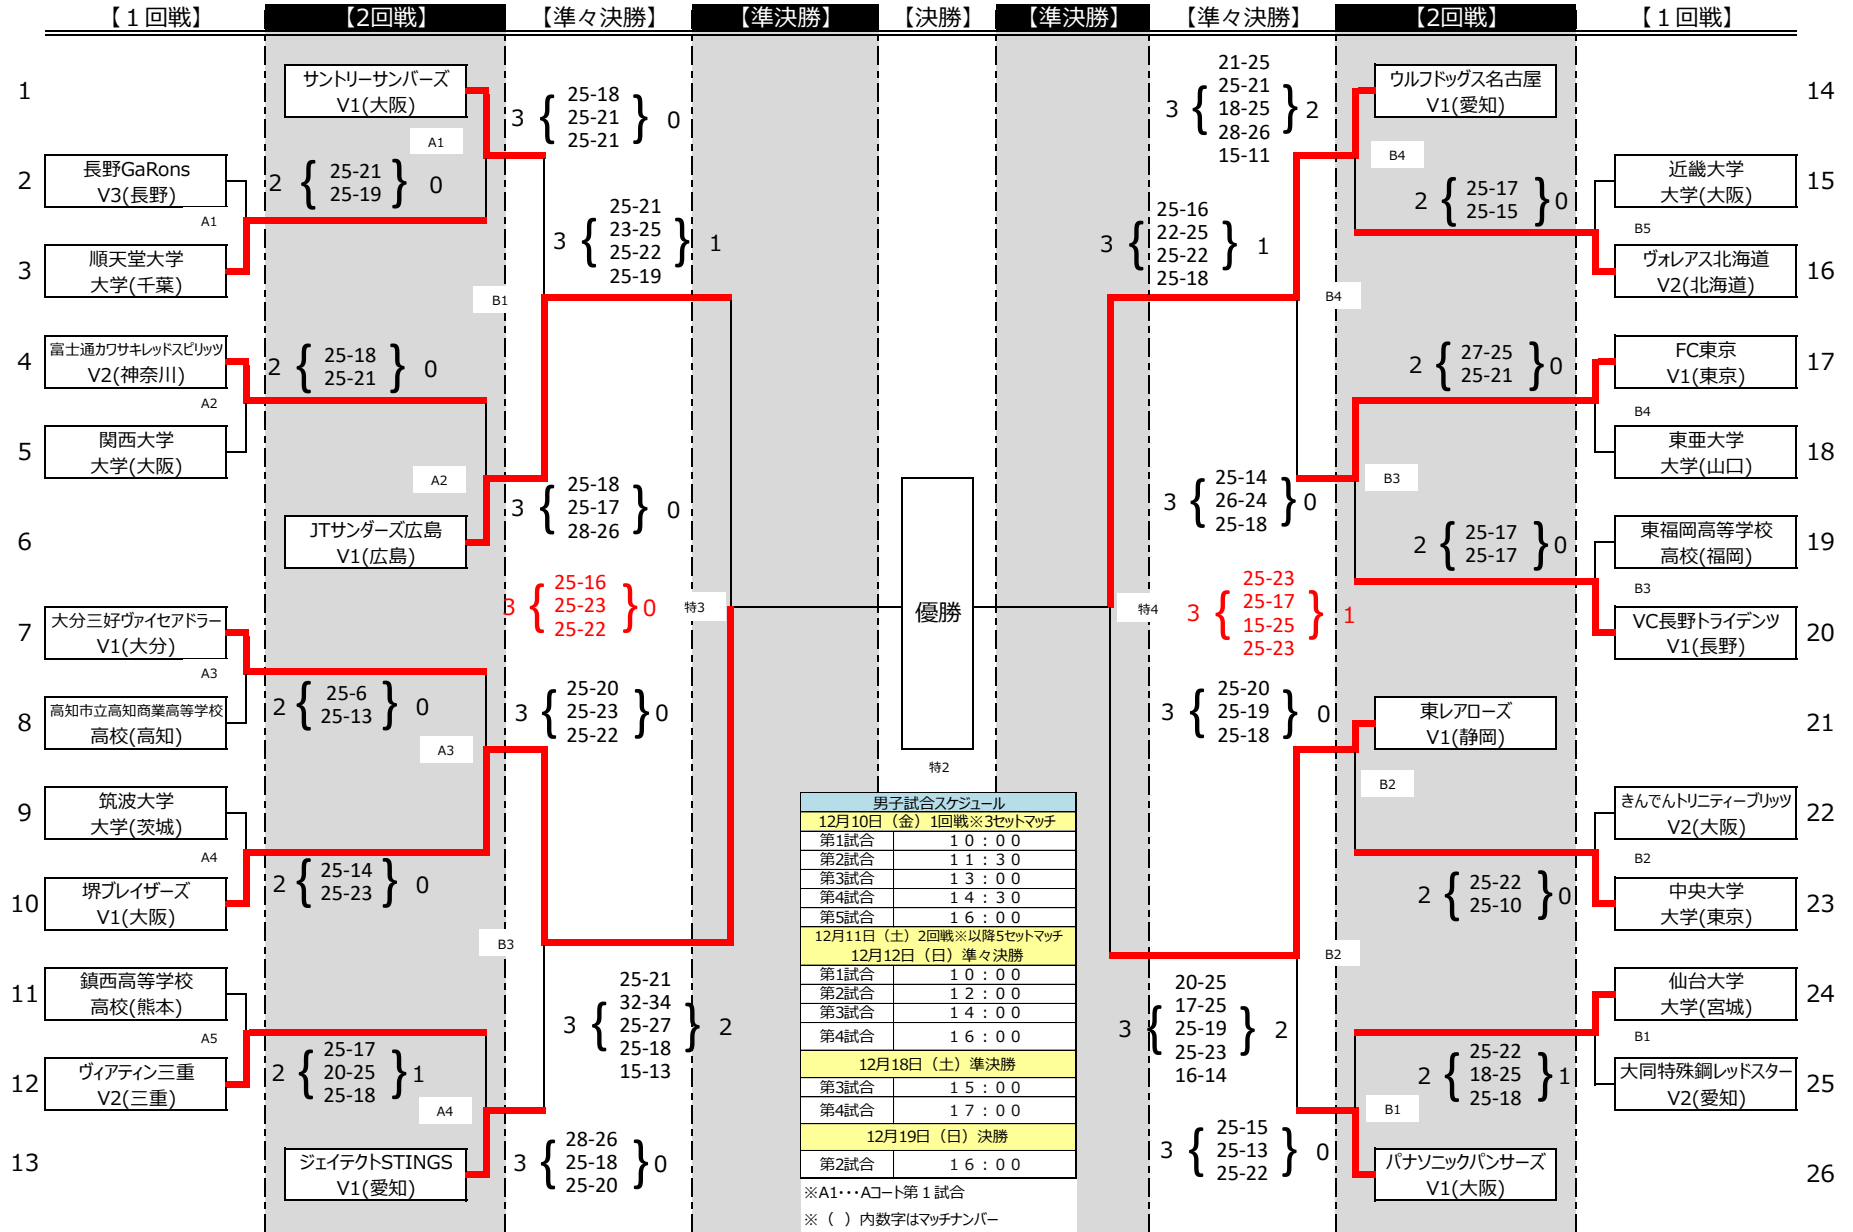 【１回戦】 【2回戦】 【準々決勝】 【準決勝】 【決勝】 【準決勝】 【準々決勝】 【2回戦】 【１回戦】
1
サントリーサンバーズ
V1(大阪)
A1
3 { 25-18 25-21 25-21 } 0
2
長野GaRons
V3(長野)
A1
2 { 25-21 25-19 } 0
3
順天堂大学
大学(千葉)
3 { 25-21 23-25 25-22 25-19 } 1
B1
4
富士通カワサキレッドスピリッツ
V2(神奈川)
A2
2 { 25-18 25-21 } 0
5
関西大学
大学(大阪)
A2
3 { 25-18 25-17 28-26 } 0
6
JTサンダーズ広島
V1(広島)
3 { 25-16 25-23 25-22 } 0
特3
7
大分三好ヴァイセアドラー
V1(大分)
A3
2 { 25-6 25-13 } 0
8
高知市立高知商業高等学校
高校(高知)
A3
3 { 25-20 25-23 25-22 } 0
9
筑波大学
大学(茨城)
A4
2 { 25-14 25-23 } 0
10
堺ブレイザーズ
V1(大阪)
B3
11
鎮西高等学校
高校(熊本)
A5
3 { 25-21 32-34 25-27 25-18 15-13 } 2
12
ヴィアティン三重
V2(三重)
2 { 25-17 20-25 25-18 } 1
A4
13
ジェイテクトSTINGS
V1(愛知)
3 { 28-26 25-18 25-20 } 0
優勝
特2
男子試合スケジュール
12月10日（金）1回戦※3セットマッチ
第1試合 １０：００
第2試合 １１：３０
第3試合 １３：００
第4試合 １４：３０
第5試合 １６：００
12月11日（土）2回戦※以降5セットマッチ
12月12日（日）準々決勝
第1試合 １０：００
第2試合 １２：００
第3試合 １４：００
第4試合 １６：００
12月18日（土）準決勝
第3試合 １５：００
第4試合 １７：００
12月19日（日）決勝
第2試合 １６：００
※A1･･･Aコート第１試合
※（ ）内数字はマッチナンバー
3 { 21-25 25-21 18-25 28-26 15-11 } 2
ウルフドッグス名古屋
V1(愛知)
14
B4
2 { 25-17 25-15 } 0
近畿大学
大学(大阪)
15
B5
ヴォレアス北海道
V2(北海道)
16
3 { 25-16 22-25 25-22 25-18 } 1
B4
2 { 27-25 25-21 } 0
FC東京
V1(東京)
17
B4
東亜大学
大学(山口)
18
B3
3 { 25-14 26-24 25-18 } 0
2 { 25-17 25-17 } 0
東福岡高等学校
高校(福岡)
19
B3
VC長野トライデンツ
V1(長野)
20
特4
3 { 25-23 25-17 15-25 25-23 } 1
3 { 25-20 25-19 25-18 } 0
東レアローズ
V1(静岡)
21
B2
きんでんトリニティーブリッツ
V2(大阪)
22
B2
2 { 25-22 25-10 } 0
中央大学
大学(東京)
23
B2
3 { 20-25 17-25 25-19 25-23 16-14 } 2
仙台大学
大学(宮城)
24
B1
2 { 25-22 18-25 25-18 } 1
大同特殊鋼レッドスター
V2(愛知)
25
B1
3 { 25-15 25-13 25-22 } 0
パナソニックパンサーズ
V1(大阪)
26